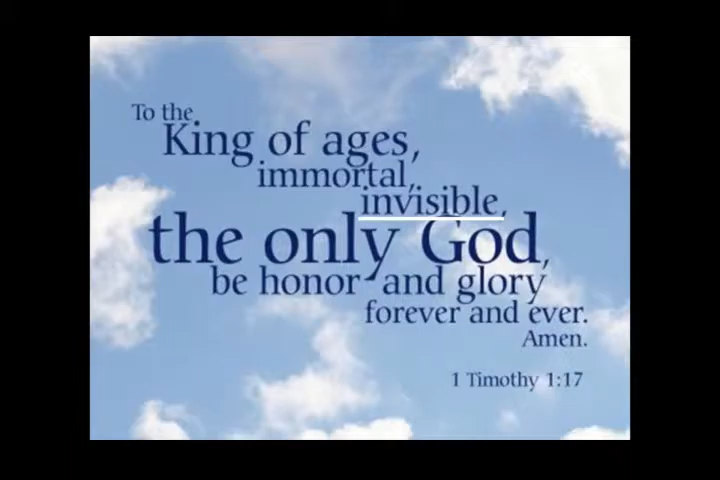 To the
King of ages,
immortal,
invisible,
the only God,
be honor and glory
forever and ever.
Amen.
1 Timothy 1:17